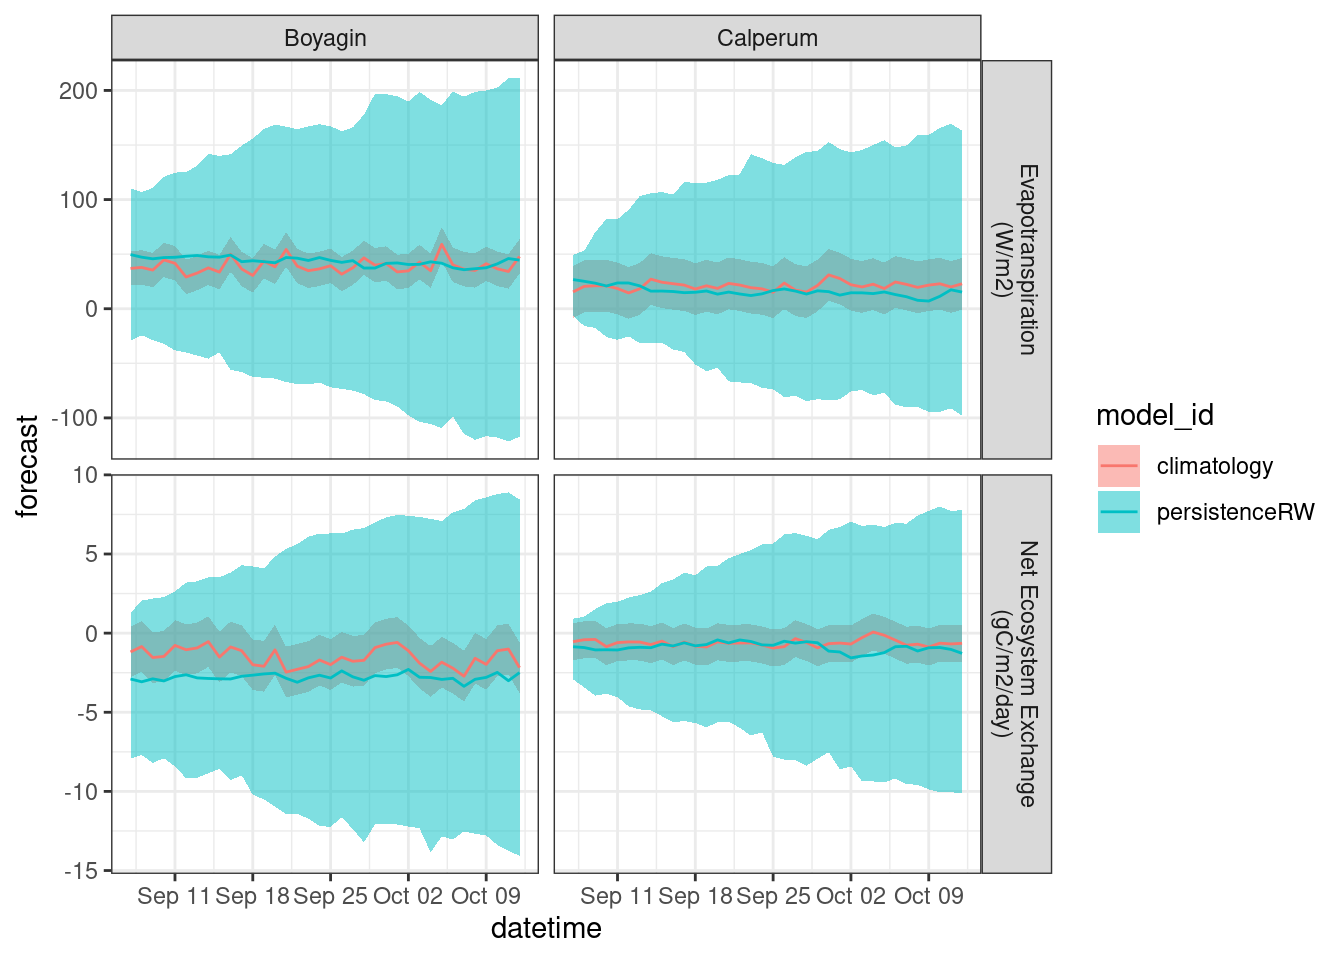 Boyagin
Calperum
200
100
0
-100
Evapotranspiration
(W/m2)
10
5
0
-5
-10
-15
Net Ecosystem Exchange
(gC/m2/day)
forecast
Sep 11 Sep 18 Sep 25 Oct 02 Oct 09
Sep 11 Sep 18 Sep 25 Oct 02 Oct 09
datetime
model_id
climatology
persistenceRW